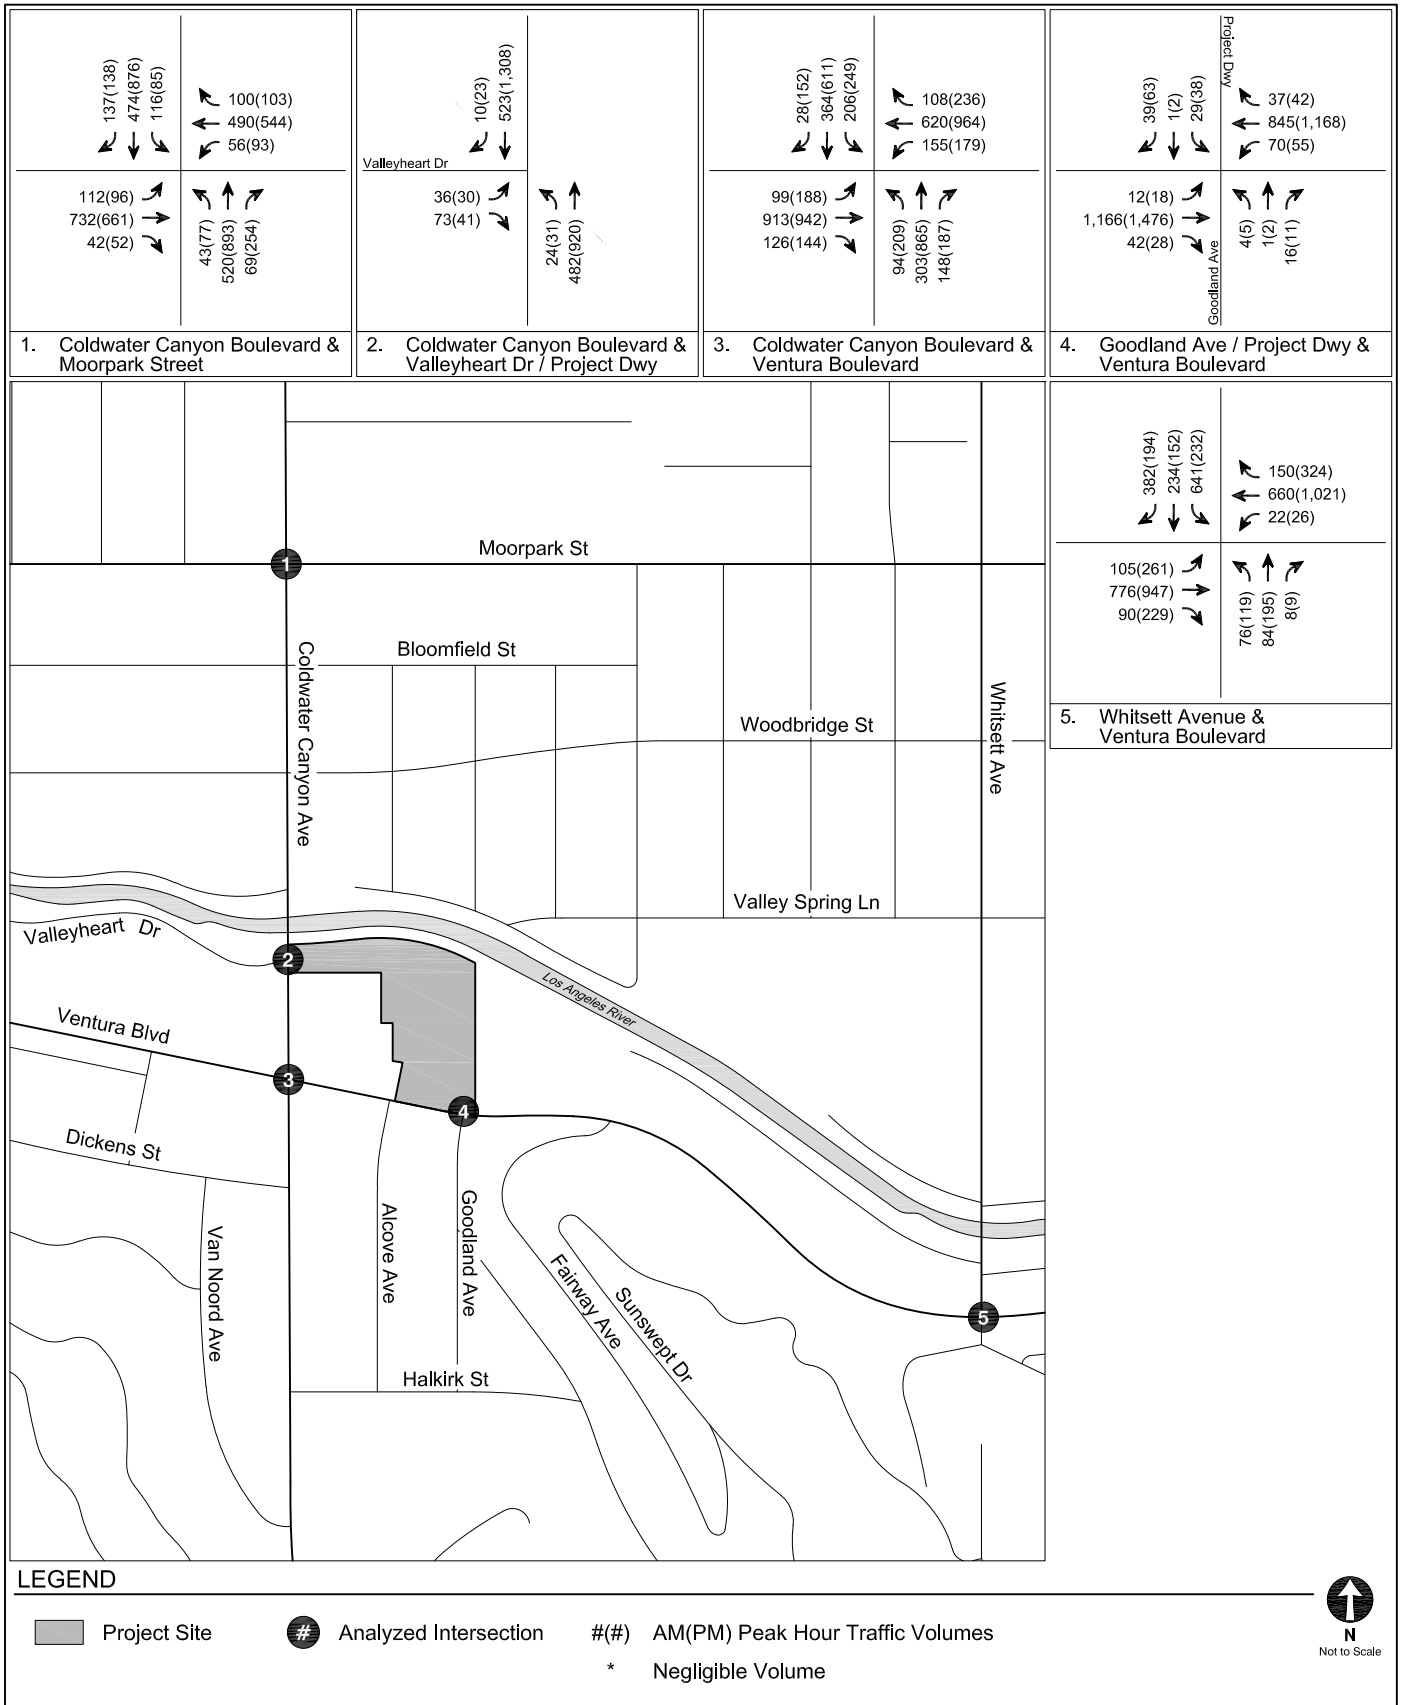 137(138)
474(876)
116(85)
100(103)
490(544)
56(93)
112(96)
732(661)
42(52)
43(77)
520(893)
69(254)
1. Coldwater Canyon Boulevard &
Moorpark Street
10(23)
523(1,308)
Valleyheart Dr
36(30)
73(41)
24(31)
482(920)
2. Coldwater Canyon Boulevard &
Valleyheart Dr / Project Dwy
28(152)
364(611)
206(249)
108(236)
620(964)
155(179)
99(188)
913(942)
126(144)
94(209)
303(865)
148(187)
3. Coldwater Canyon Boulevard &
Ventura Boulevard
Project Dwy
39(63)
1(2)
29(38)
37(42)
845(1,168)
70(55)
12(18)
1,166(1,476)
42(28)
Goodland Ave
4(5)
1(2)
16(11)
4. Goodland Ave / Project Dwy &
Ventura Boulevard
382(194)
234(152)
641(232)
150(324)
660(1,021)
22(26)
105(261)
776(947)
90(229)
76(119)
84(195)
8(9)
5. Whitsett Avenue &
Ventura Boulevard
Moorpark St
1
Bloomfield St
Coldwater Canyon Ave
Woodbridge St
Whitsett Ave
Valley Spring Ln
Valleyheart Dr
2
Los Angeles River
Ventura Blvd
3
4
Dickens St
Van Noord Ave
Alcove Ave
Goodland Ave
Fairway Ave
Sunswept Dr
5
Halkirk St
LEGEND
Project Site
# Analyzed Intersection
#(#) AM(PM) Peak Hour Traffic Volumes
* Negligible Volume
N
Not to Scale